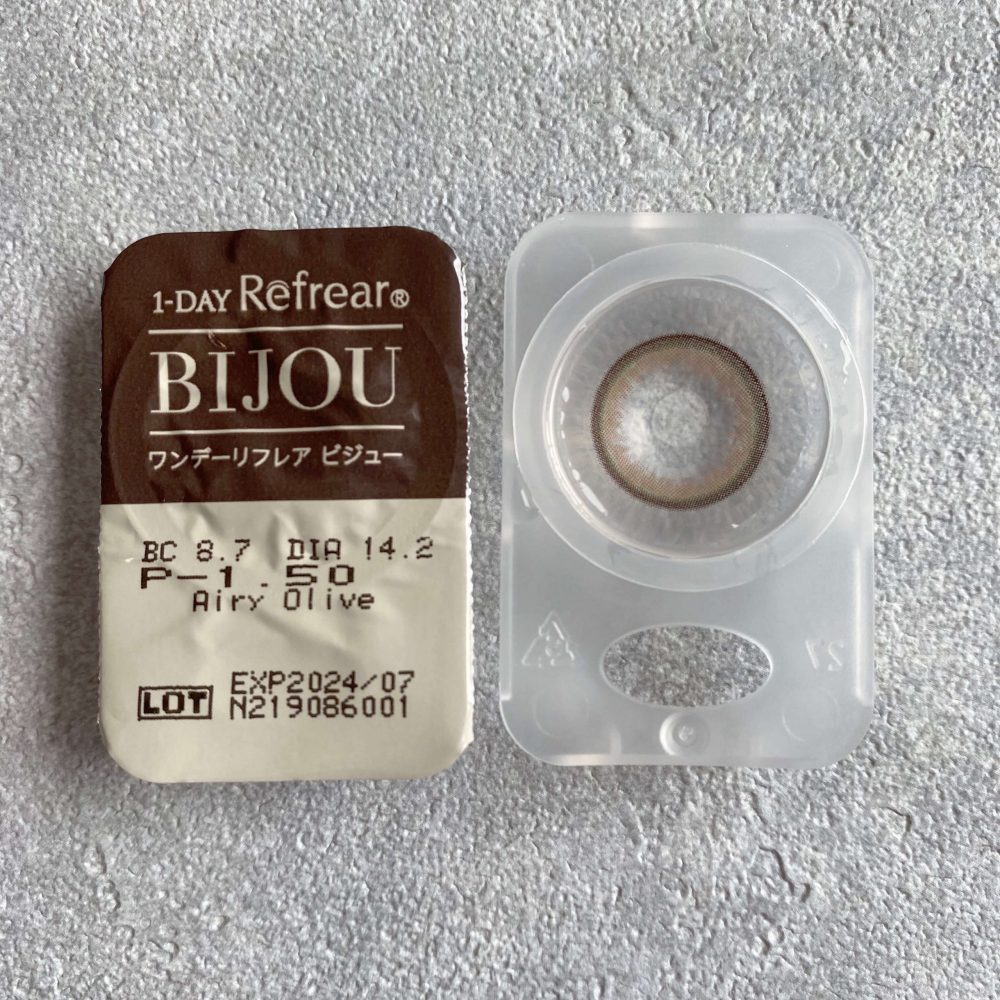 1-DAY Refrear®
BIJOU
ワンデーリフレア ビジュー
BC 8.7 DIA 14.2
P-1.50
Airy Olive
LOT EXP2024/07
N219086001